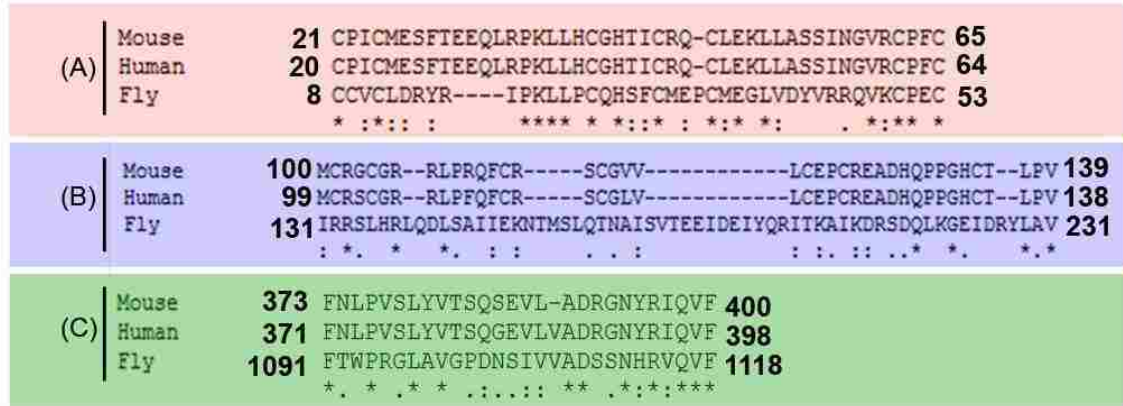 (A)
Mouse 21 CPICMESFTEEQLRPKLLHCGHTICRQ-CLEKLLASSINGVRCPFC 65
Human 20 CPICMESFTEEQLRPKLLHCGHTICRQ-CLEKLLASSINGVRCPFC 64
Fly 8 CCVCLDRYR----IPKLLPCQHSFCMEPCMEGLVDYVRRQVKCPEC 53
* :*:: : **** * *::* : *:* *: . *:** *
(B)
Mouse 100 MCRGCGR--RLPRQFCR-----SCGVV------------LCEPCREADHQPPGHCT--LPV 139
Human 99 MCRSCGR--RLPFQFCR-----SCGLV------------LCEPCREADHQPPGHCT--LPV 138
Fly 131 IRRSLHRLQDLSAIIEKNTMSLQTNAISVTEEIDEIYQRITKAIKDRSDQLKGEIDRYLAV 231
: *. * *. : : . . : : :. :: ..* *. *.*
(C)
Mouse 373 FNLPVSLYVTSQSEVL-ADRGNYRIQVF 400
Human 371 FNLPVSLYVTSQGEVLVADRGNYRIQVF 398
Fly 1091 FTWPRGLAVGPDNSIVVADSSNHRVQVF 1118
*. * .* * .:..:: ** .*:*:***